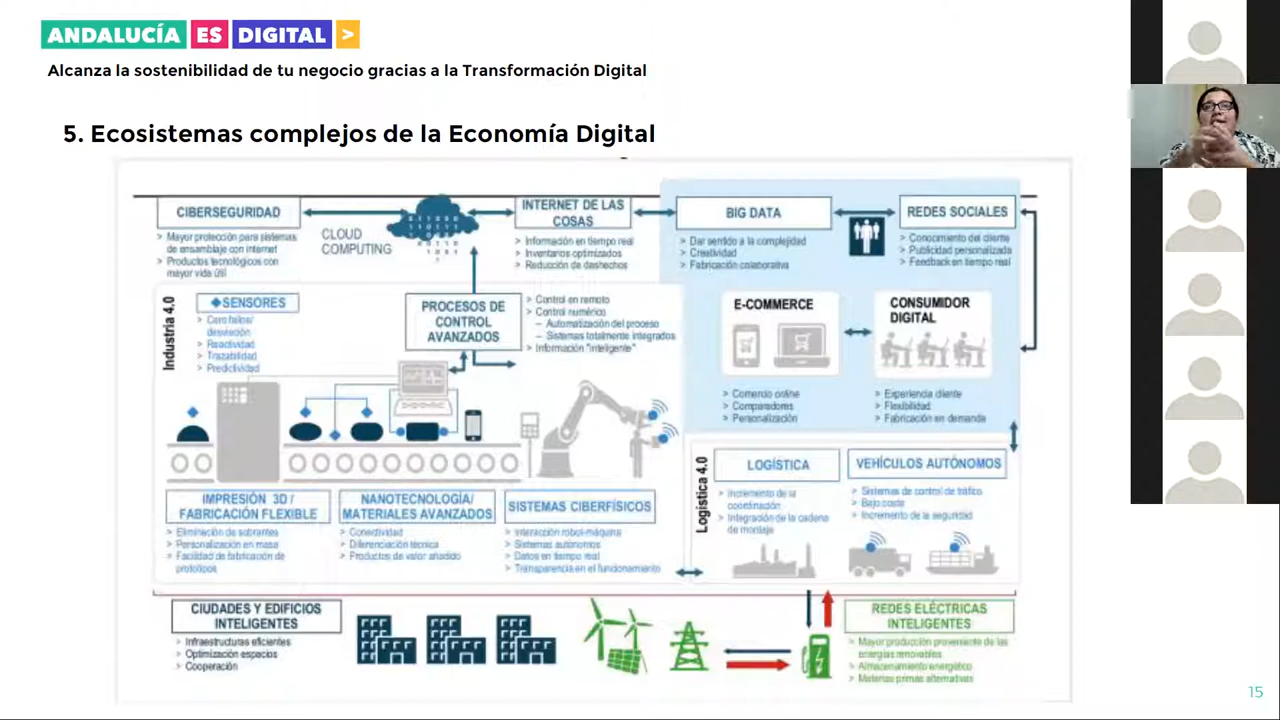 ANDALUCÍA ES DIGITAL >
Alcanza la sostenibilidad de tu negocio gracias a la Transformación Digital
5. Ecosistemas complejos de la Economía Digital
CIBERSEGURIDAD
> Mayor protección para sistemas
de ensamblaje con internet
> Productos tecnológicos con
mayor vida útil
CLOUD
COMPUTING
INTERNET DE LAS
COSAS
> Información en tiempo real
> Inventarios optimizados
> Reducción de deshechos
BIG DATA
> Dar sentido a la complejidad
> Creatividad
> Fabricación colaborativa
REDES SOCIALES
> Conocimiento del cliente
> Publicidad personalizada
> Feedback en tiempo real
Industria 4.0
SENSORES
> Cero fallos/
desviación
> Reactividad
> Trazabilidad
> Predictividad
PROCESOS DE
CONTROL
AVANZADOS
> Control en remoto
> Control numérico
– Automatización del proceso
– Sistemas totalmente integrados
> Información "inteligente"
E-COMMERCE
> Comercio online
> Comparadores
> Personalización
CONSUMIDOR
DIGITAL
> Experiencia cliente
> Flexibilidad
> Fabricación en demanda
IMPRESIÓN 3D /
FABRICACIÓN FLEXIBLE
> Eliminación de sobrantes
> Personalización en masa
> Facilidad de fabricación de
prototipos
NANOTECNOLOGÍA/
MATERIALES AVANZADOS
> Conectividad
> Diferenciación técnica
> Productos de valor añadido
SISTEMAS CIBERFÍSICOS
> Interacción robot-máquina
> Sistemas autónomos
> Datos en tiempo real
> Transparencia en el funcionamiento
Logística 4.0
LOGÍSTICA
> Incremento de la
coordinación
> Integración de la cadena
de montaje
VEHÍCULOS AUTÓNOMOS
> Sistemas de control de tráfico
> Bajo coste
> Incremento de la seguridad
CIUDADES Y EDIFICIOS
INTELIGENTES
> Infraestructuras eficientes
> Optimización espacios
> Cooperación
REDES ELÉCTRICAS
INTELIGENTES
> Mayor producción proveniente de las
energías renovables
> Almacenamiento energético
> Materias primas alternativas
15